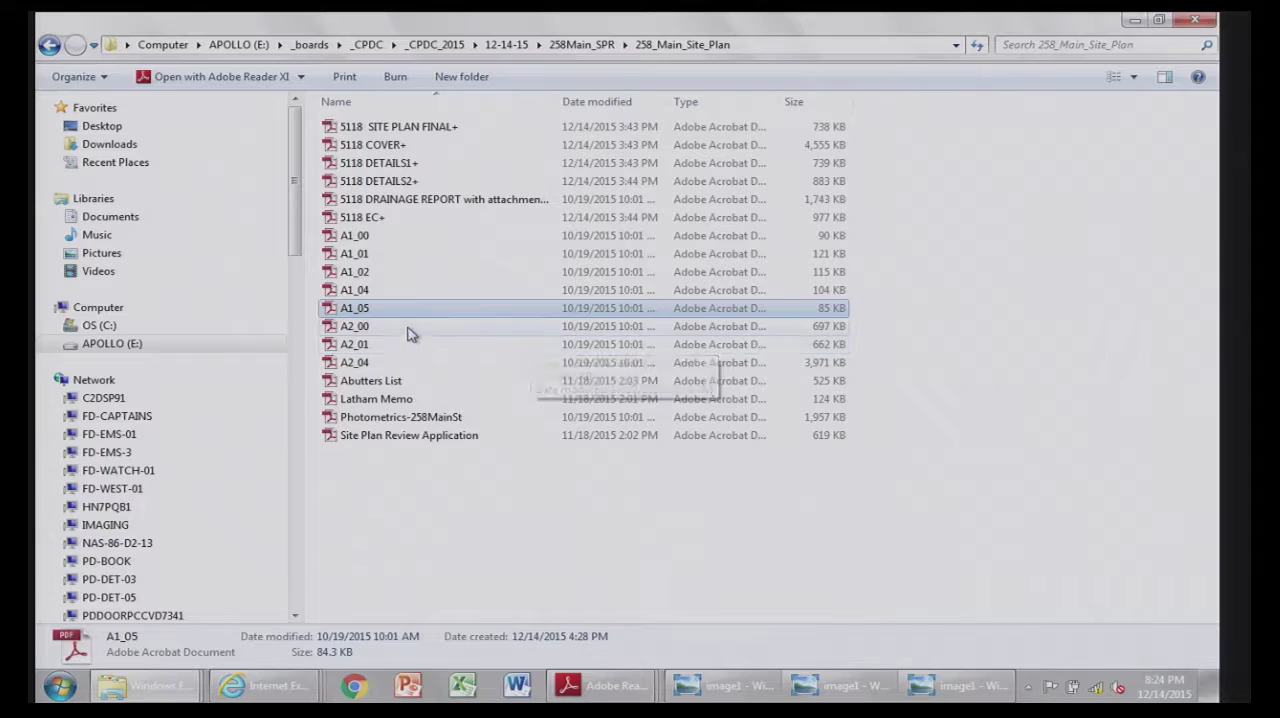 Computer ▸ APOLLO (E:) ▸ _boards ▸ _CPDC ▸ _CPDC_2015 ▸ 12-14-15 ▸ 258Main_SPR ▸ 258_Main_Site_Plan
Search 258_Main_Site_Plan
Organize Open with Adobe Reader XI Print Burn New folder
Favorites
Desktop
Downloads
Recent Places
Libraries
Documents
Music
Pictures
Videos
Computer
OS (C:)
APOLLO (E:)
Network
C2DSP91
FD-CAPTAINS
FD-EMS-01
FD-EMS-3
FD-WATCH-01
FD-WEST-01
HN7PQB1
IMAGING
NAS-86-D2-13
PD-BOOK
PD-DET-03
PD-DET-05
PDDOORPCCVD7341
Name Date modified Type Size
5118 SITE PLAN FINAL+ 12/14/2015 3:43 PM Adobe Acrobat D... 738 KB
5118 COVER+ 12/14/2015 3:43 PM Adobe Acrobat D... 4,555 KB
5118 DETAILS1+ 12/14/2015 3:43 PM Adobe Acrobat D... 739 KB
5118 DETAILS2+ 12/14/2015 3:44 PM Adobe Acrobat D... 883 KB
5118 DRAINAGE REPORT with attachmen... 10/19/2015 10:01 ... Adobe Acrobat D... 1,743 KB
5118 EC+ 12/14/2015 3:44 PM Adobe Acrobat D... 977 KB
A1_00 10/19/2015 10:01 ... Adobe Acrobat D... 90 KB
A1_01 10/19/2015 10:01 ... Adobe Acrobat D... 121 KB
A1_02 10/19/2015 10:01 ... Adobe Acrobat D... 115 KB
A1_04 10/19/2015 10:01 ... Adobe Acrobat D... 104 KB
A1_05 10/19/2015 10:01 ... Adobe Acrobat D... 85 KB
A2_00 10/19/2015 10:01 ... Adobe Acrobat D... 697 KB
A2_01 10/19/2015 10:01 ... Adobe Acrobat D... 662 KB
A2_04 10/19/2015 10:01 ... Adobe Acrobat D... 3,971 KB
Abutters List 11/18/2015 2:03 PM Adobe Acrobat D... 525 KB
Latham Memo 11/18/2015 2:01 PM Adobe Acrobat D... 124 KB
Photometrics-258MainSt 10/19/2015 10:01 ... Adobe Acrobat D... 1,957 KB
Site Plan Review Application 11/18/2015 2:02 PM Adobe Acrobat D... 619 KB
PDF
A1_05 Date modified: 10/19/2015 10:01 AM Date created: 12/14/2015 4:28 PM
Adobe Acrobat Document Size: 84.3 KB
Windows E... Internet Ex... Adobe Rea... image1 - Wi... image1 - W... image1 - Wi...
8:24 PM
12/14/2015